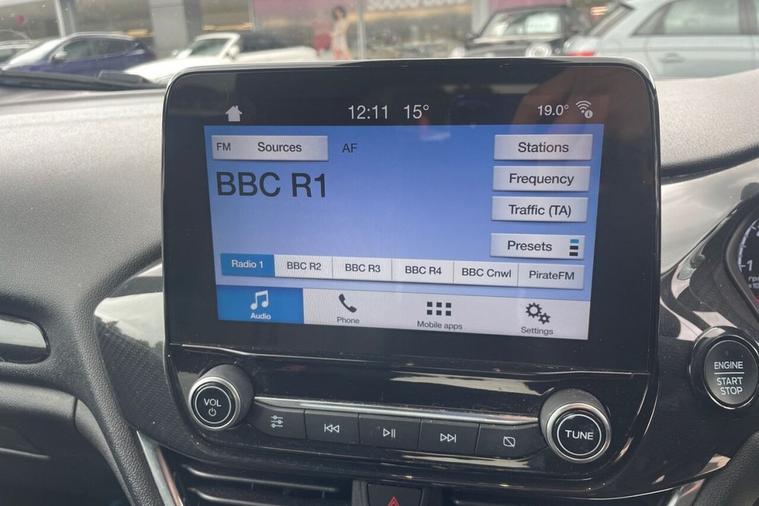 12:11 15° 19.0°
FM Sources AF Stations
BBC R1 Frequency
Traffic (TA)
Presets
Radio 1 BBC R2 BBC R3 BBC R4 BBC Cnwl PirateFM
Audio Phone Mobile apps Settings
VOL
TUNE
ENGINE
START
STOP